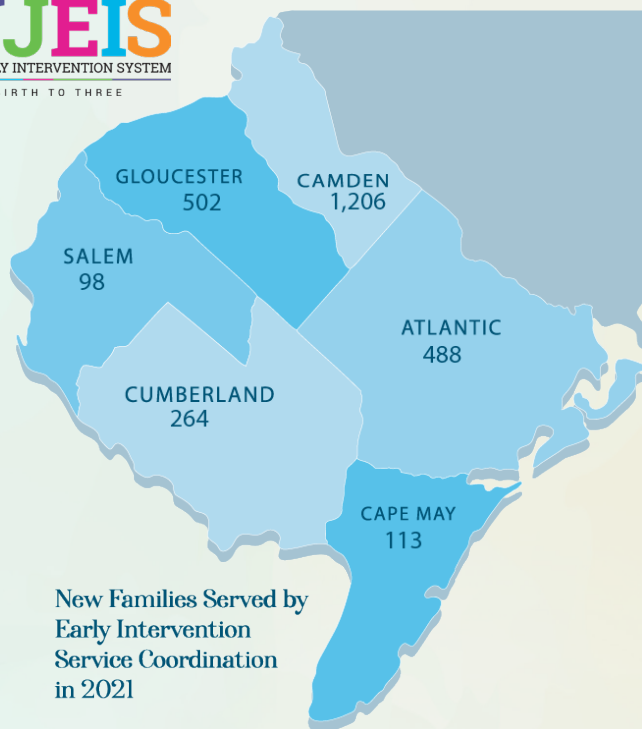 JEIS
Y INTERVENTION SYSTEM
IRTH TO THREE
GLOUCESTER
502
CAMDEN
1,206
SALEM
98
ATLANTIC
488
CUMBERLAND
264
CAPE MAY
113
New Families Served by
Early Intervention
Service Coordination
in 2021